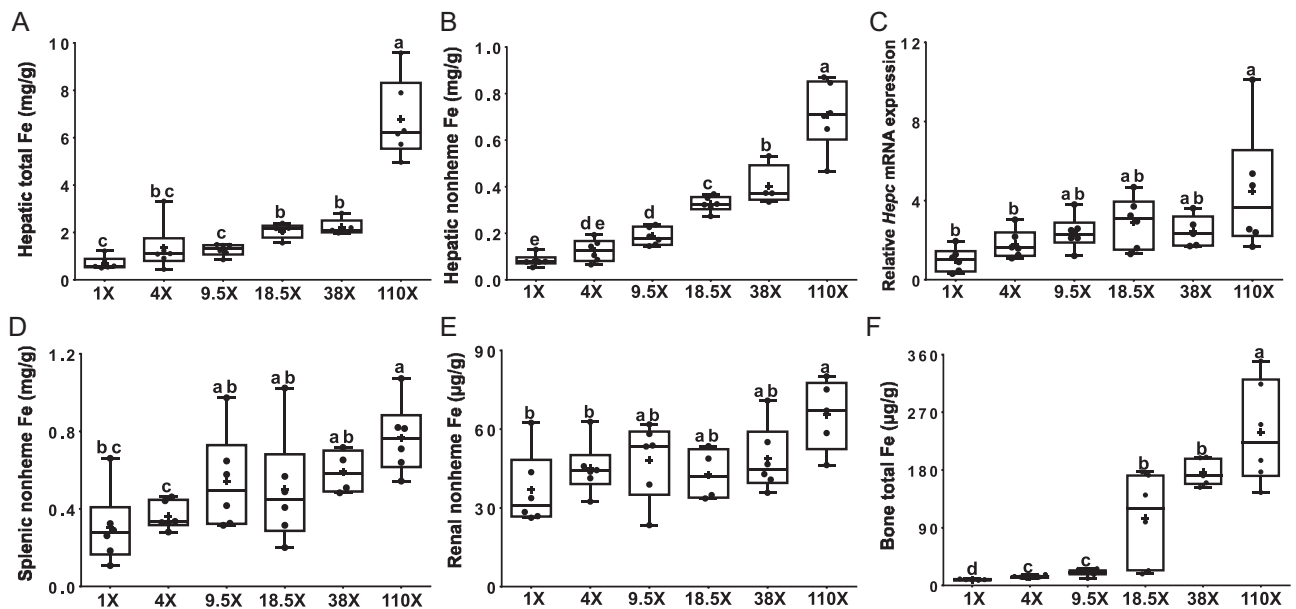 A
Hepatic total Fe (mg/g)
10
8
6
4
2
0
c
b c
c
b
b
a
1X 4X 9.5X 18.5X 38X 110X
B
Hepatic nonheme Fe (mg/g)
1.0
0.8
0.6
0.4
0.2
0.0
e
d e
d
c
b
a
1X 4X 9.5X 18.5X 38X 110X
C
Relative Hepc mRNA expression
12
8
4
0
b
a b
a b
a b
a b
a
1X 4X 9.5X 18.5X 38X 110X
D
Splenic nonheme Fe (mg/g)
1.2
0.8
0.4
0.0
b c
c
a b
a b
a b
a
1X 4X 9.5X 18.5X 38X 110X
E
Renal nonheme Fe (µg/g)
90
60
30
0
b
b
a b
a b
a b
a
1X 4X 9.5X 18.5X 38X 110X
F
Bone total Fe (µg/g)
360
270
180
90
0
d
c
c
b
b
a
1X 4X 9.5X 18.5X 38X 110X